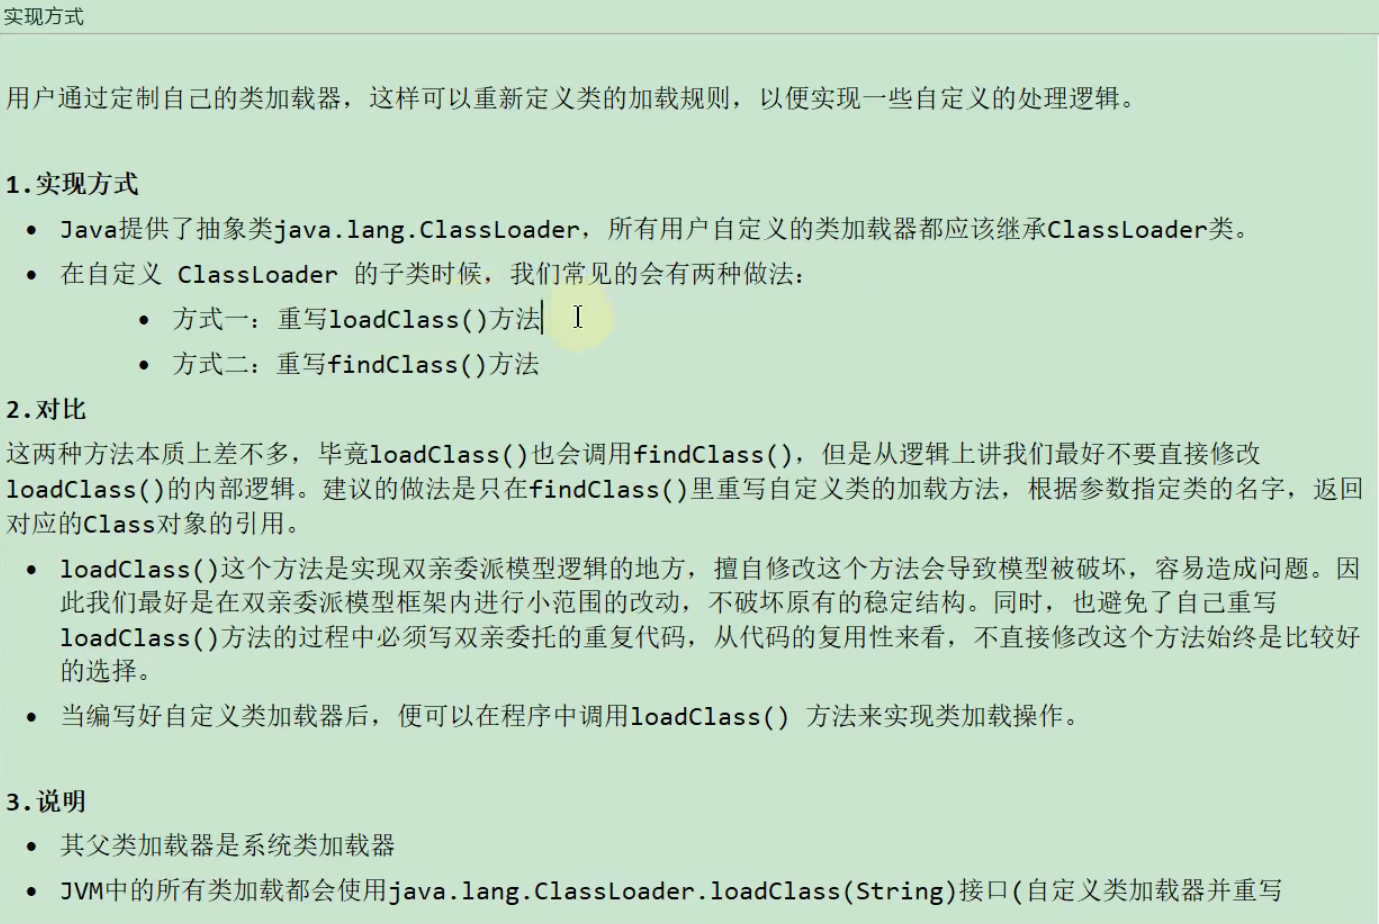 实现方式
用户通过定制自己的类加载器，这样可以重新定义类的加载规则，以便实现一些自定义的处理逻辑。
1.实现方式
• Java提供了抽象类java.lang.ClassLoader，所有用户自定义的类加载器都应该继承ClassLoader类。
• 在自定义 ClassLoader 的子类时候，我们常见的会有两种做法：
• 方式一：重写loadClass()方法
• 方式二：重写findClass()方法
2.对比
这两种方法本质上差不多，毕竟loadClass()也会调用findClass()，但是从逻辑上讲我们最好不要直接修改
loadClass()的内部逻辑。建议的做法是只在findClass()里重写自定义类的加载方法，根据参数指定类的名字，返回
对应的Class对象的引用。
• loadClass()这个方法是实现双亲委派模型逻辑的地方，擅自修改这个方法会导致模型被破坏，容易造成问题。因
此我们最好是在双亲委派模型框架内进行小范围的改动，不破坏原有的稳定结构。同时，也避免了自己重写
loadClass()方法的过程中必须写双亲委托的重复代码，从代码的复用性来看，不直接修改这个方法始终是比较好
的选择。
• 当编写好自定义类加载器后，便可以在程序中调用loadClass() 方法来实现类加载操作。
3.说明
• 其父类加载器是系统类加载器
• JVM中的所有类加载都会使用java.lang.ClassLoader.loadClass(String)接口(自定义类加载器并重写